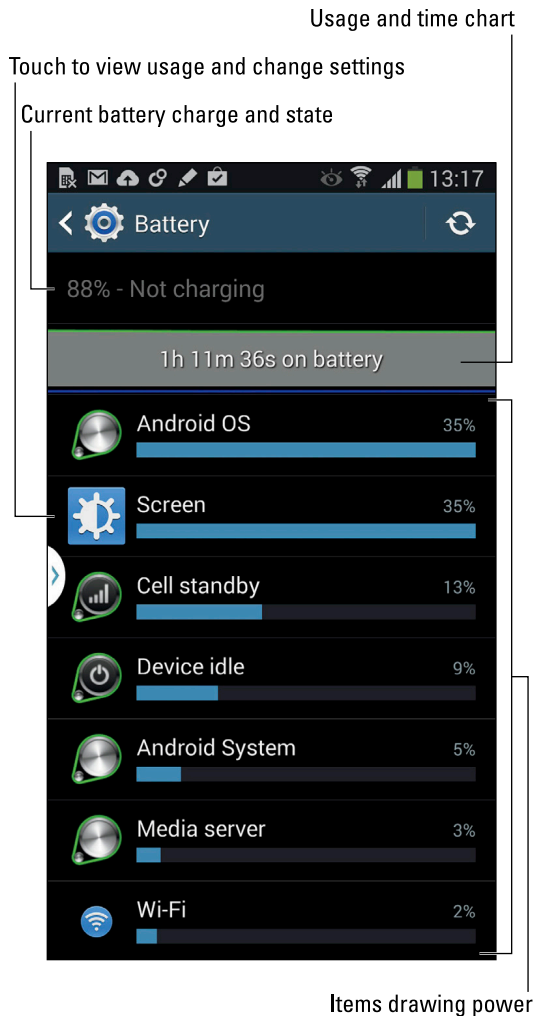 Usage and time chart
Touch to view usage and change settings
Current battery charge and state
13:17
Battery
88% - Not charging
1h 11m 36s on battery
Android OS 35%
Screen 35%
Cell standby 13%
Device idle 9%
Android System 5%
Media server 3%
Wi-Fi 2%
Items drawing power